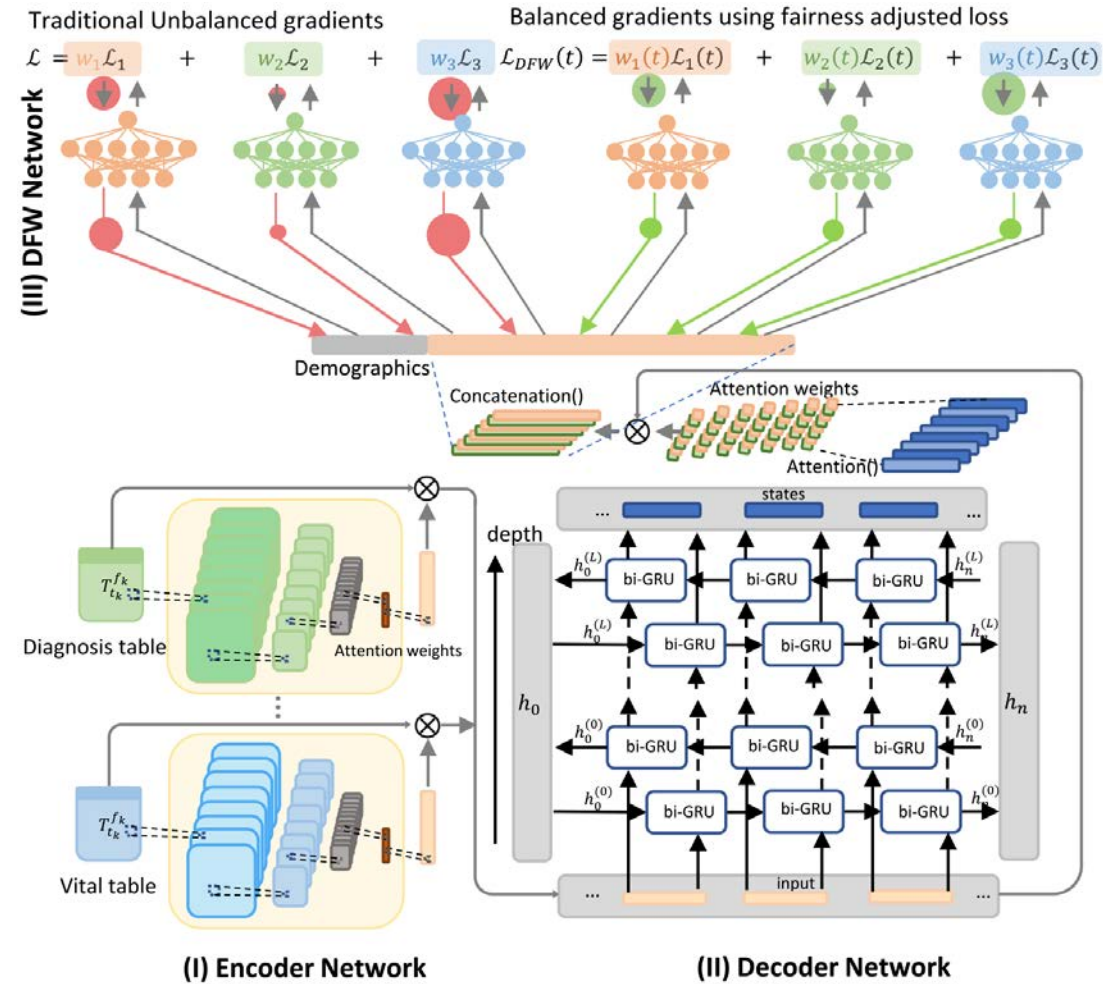 Traditional Unbalanced gradients
Balanced gradients using fairness adjusted loss
ℒ = w₁ℒ₁ + w₂ℒ₂ + w₃ℒ₃
ℒ_DFW(t) = w₁(t)ℒ₁(t) + w₂(t)ℒ₂(t) + w₃(t)ℒ₃(t)
(III) DFW Network
Demographics
Concatenation()
Attention weights
Attention()
states
... ...
depth
T_{t_k}^{f_k}
Diagnosis table
Attention weights
⋮
T_{t_k}^{f_k}
Vital table
h₀
h₀^(L) bi-GRU bi-GRU bi-GRU hₙ^(L)
h₀^(L) bi-GRU bi-GRU bi-GRU hₙ^(L)
h₀^(0) bi-GRU bi-GRU bi-GRU hₙ^(0)
h₀^(0) bi-GRU bi-GRU bi-GRU hₙ^(0)
hₙ
input
... ...
(I) Encoder Network
(II) Decoder Network